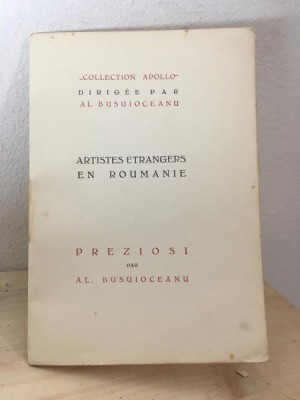 „COLLECTION APOLLO"
DIRIGÉE PAR
AL. BUSUIOCEANU
ARTISTES ETRANGERS
EN ROUMANIE
PREZIOSI
PAR
AL. BUSUIOCEANU